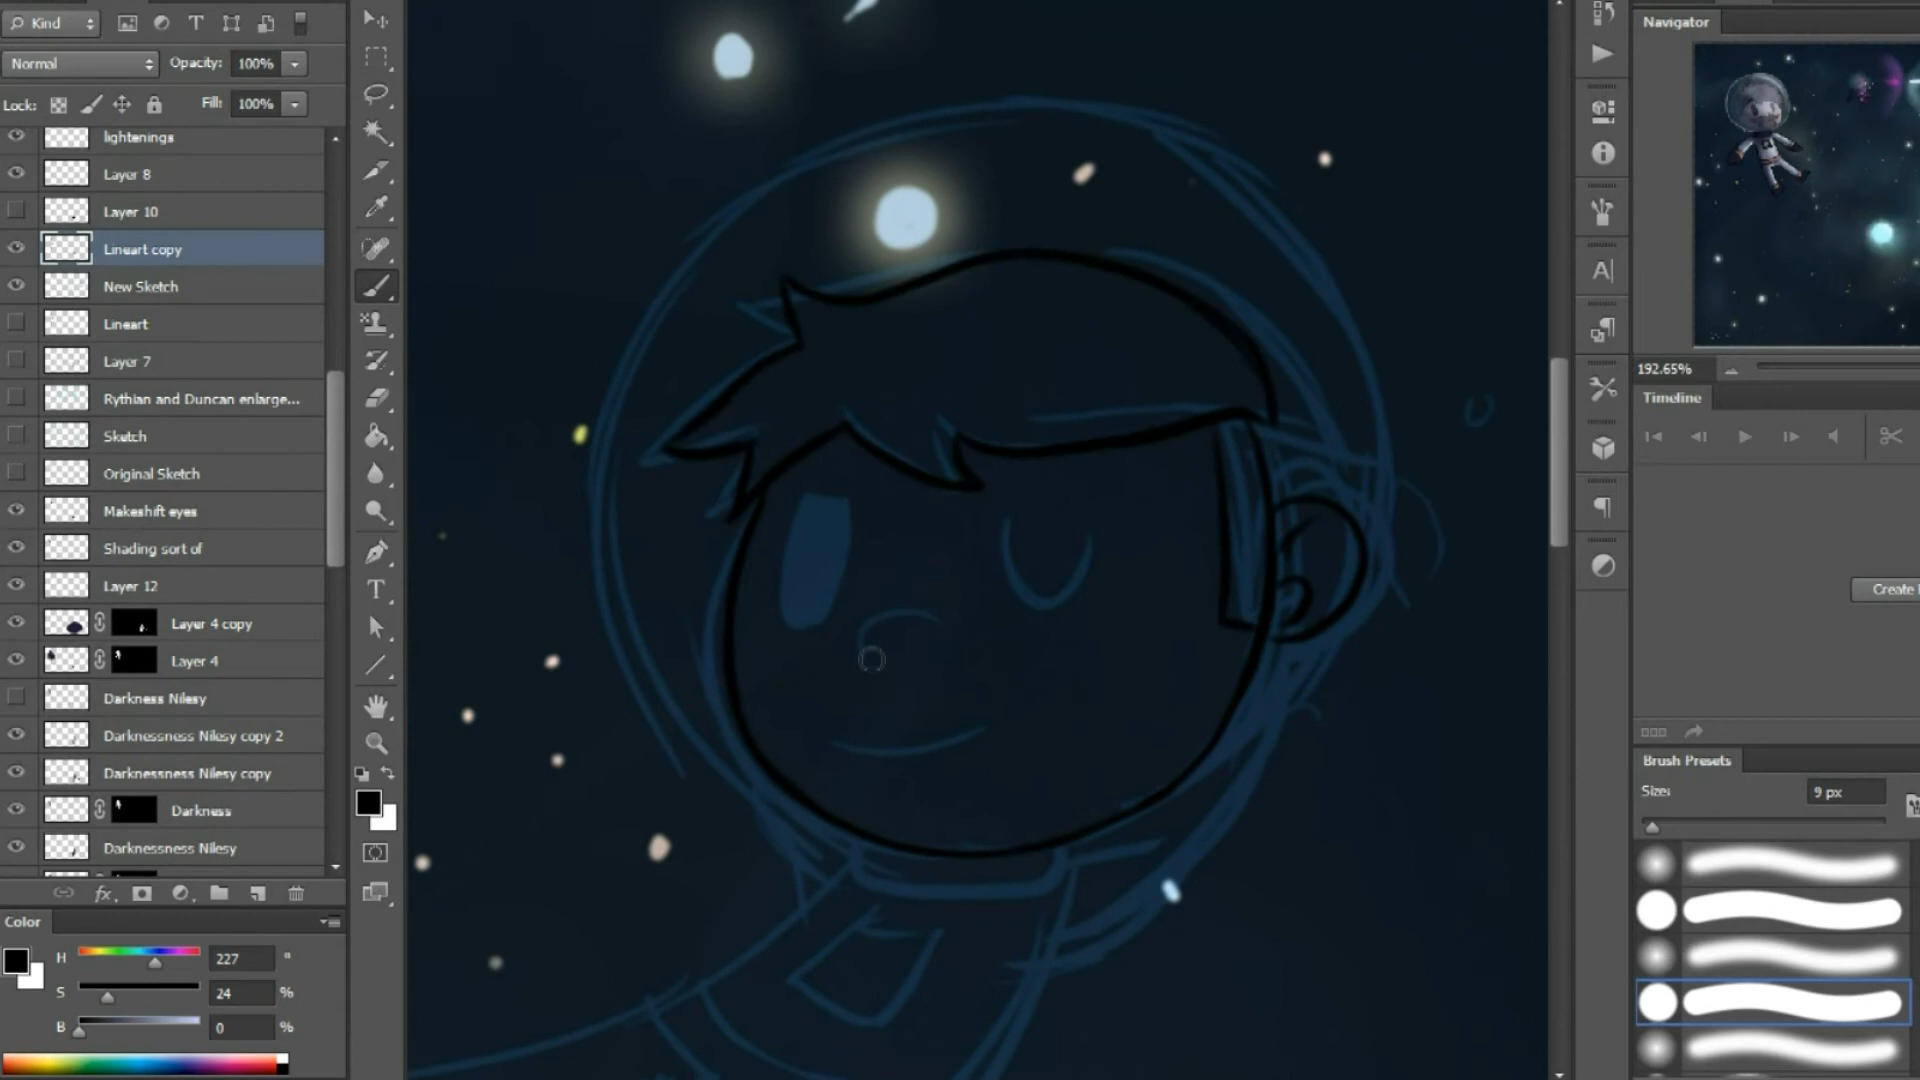 Kind
Normal
Opacity: 100%
Lock:
Fill: 100%
lightenings
Layer 8
Layer 10
Lineart copy
New Sketch
Lineart
Layer 7
Rythian and Duncan enlarge...
Sketch
Original Sketch
Makeshift eyes
Shading sort of
Layer 12
Layer 4 copy
Layer 4
Darkness Nilesy
Darknessness Nilesy copy 2
Darknessness Nilesy copy
Darkness
Darknessness Nilesy
fx
Color
H 227 °
S 24 %
B 0 %
T
A
Navigator
192.65%
Timeline
Create
Brush Presets
Size: 9 px